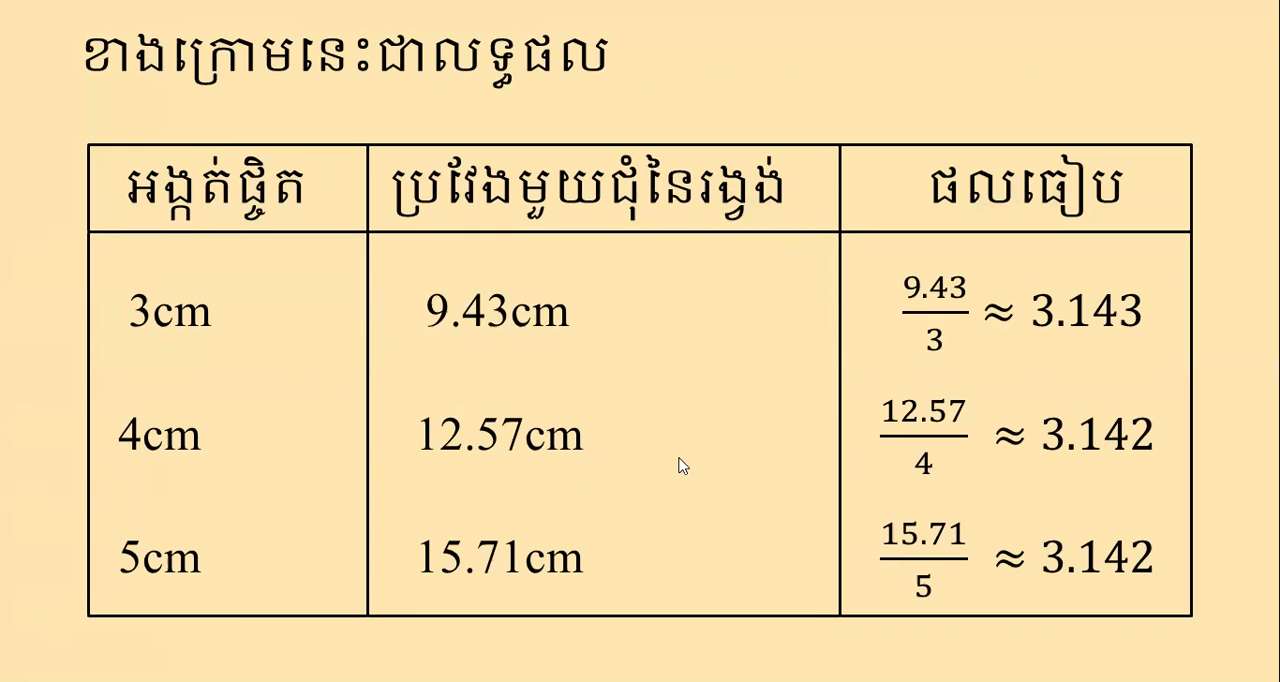 ខាងក្រោមនេះជាលទ្ធផល
អង្កត់ផ្ចិត ប្រវែងមួយជុំនៃរង្វង់ ផលធៀប
3cm 9.43cm 9.43/3 ≈ 3.143
4cm 12.57cm 12.57/4 ≈ 3.142
5cm 15.71cm 15.71/5 ≈ 3.142